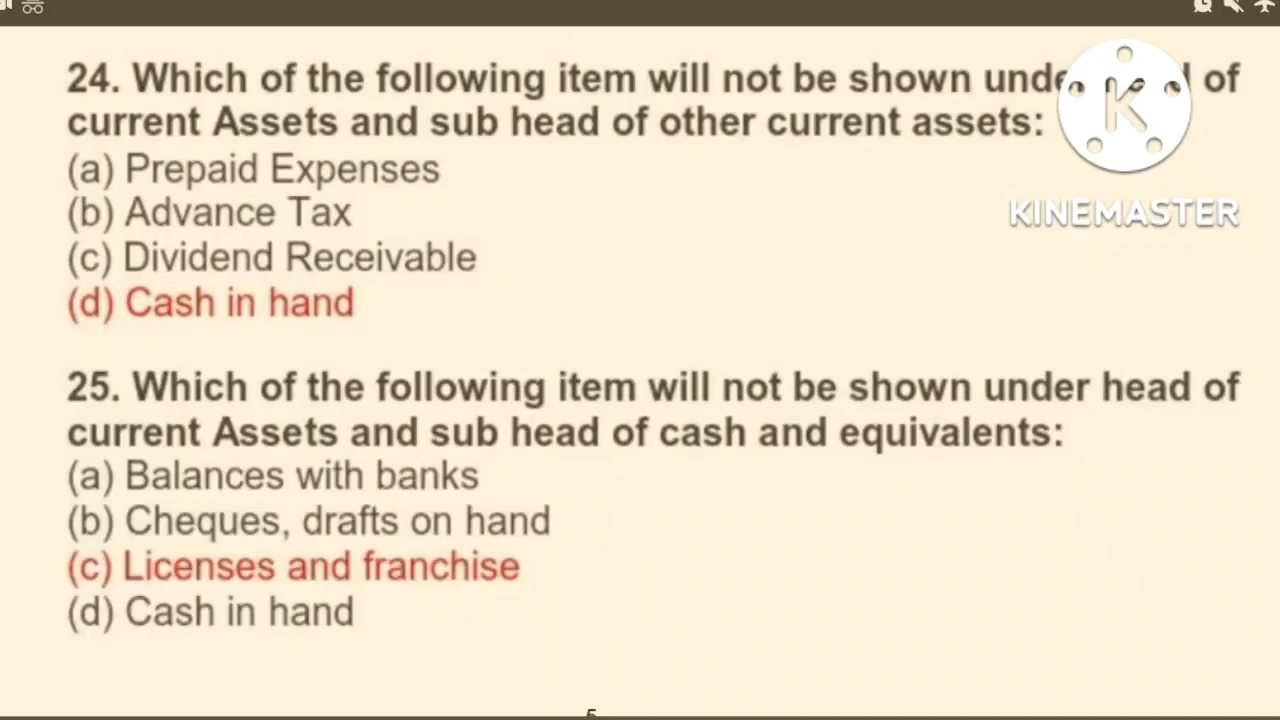 24. Which of the following item will not be shown under of
current Assets and sub head of other current assets:
(a) Prepaid Expenses
(b) Advance Tax
(c) Dividend Receivable
(d) Cash in hand
K
KINEMASTER
25. Which of the following item will not be shown under head of
current Assets and sub head of cash and equivalents:
(a) Balances with banks
(b) Cheques, drafts on hand
(c) Licenses and franchise
(d) Cash in hand
5